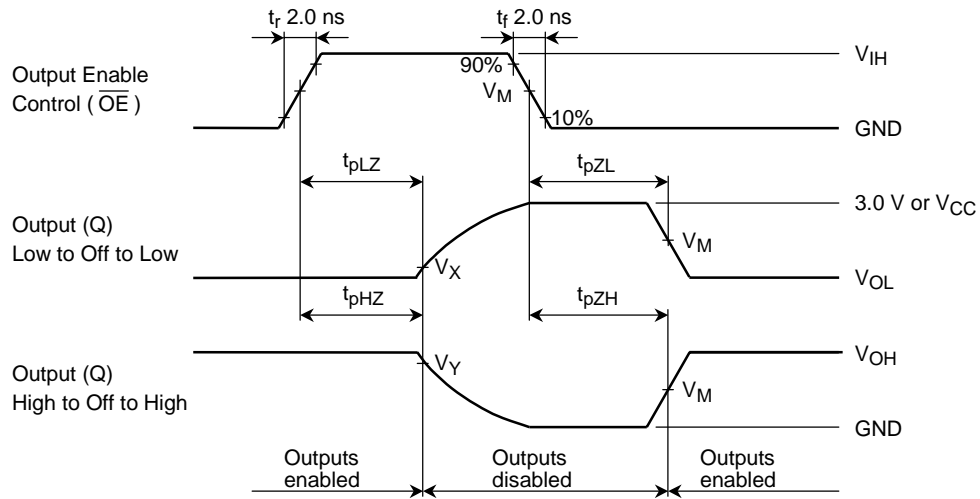 tr 2.0 ns
tf 2.0 ns
Output Enable
Control ( OE )
90%
VM
10%
VIH
GND
tpLZ
tpZL
3.0 V or VCC
Output (Q)
Low to Off to Low
VX
VM
VOL
tpHZ
tpZH
VOH
Output (Q)
High to Off to High
VY
VM
GND
Outputs
enabled
Outputs
disabled
Outputs
enabled